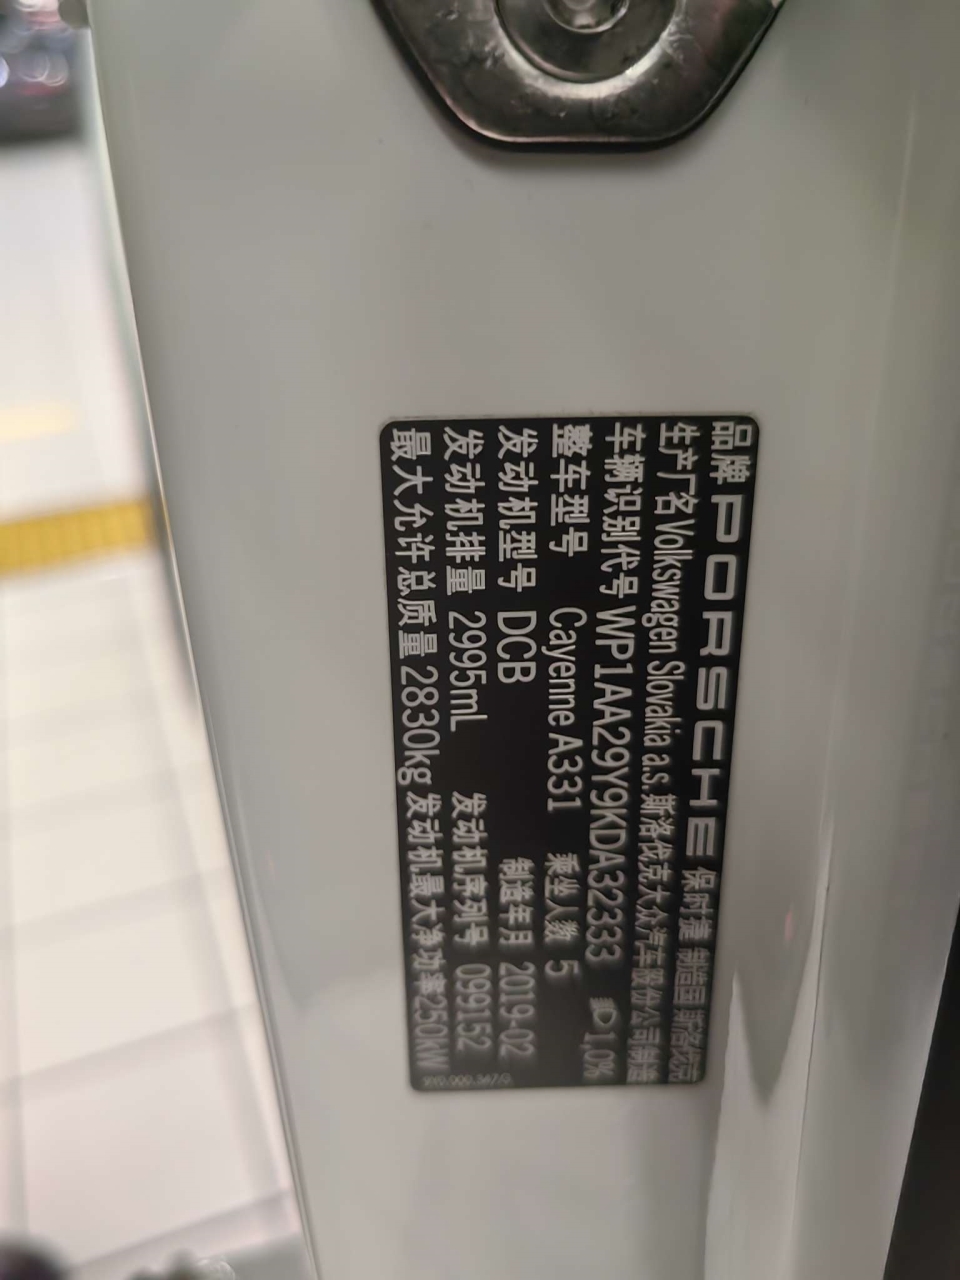 品牌 PORSCHE 保时捷 制造国 斯洛伐克
生产厂名 Volkswagen Slovakia a.s. 斯洛伐克大众汽车股份公司制造
车辆识别代号 WP1AA29Y9KDA32333 1,0%
整车型号 Cayenne A331 乘坐人数 5
发动机型号 DCB 制造年月 2019-02
发动机排量 2995mL 发动机序列号 099152
最大允许总质量 2830kg 发动机最大净功率 250kW